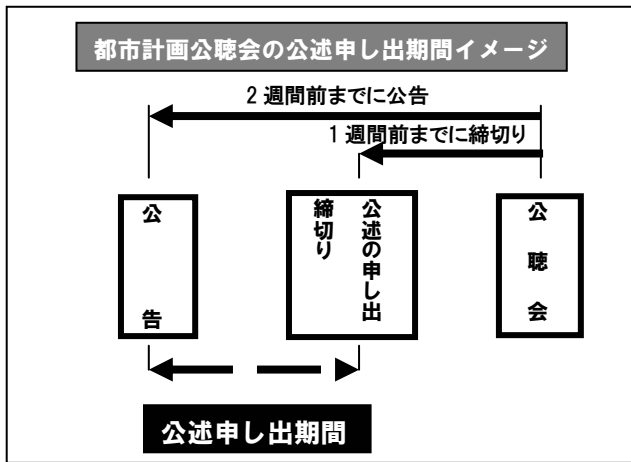 都市計画公聴会の公述申し出期間イメージ
2週間前までに公告
1週間前までに締切り
公告
公述の申し出
締切り
公聴会
公述申し出期間